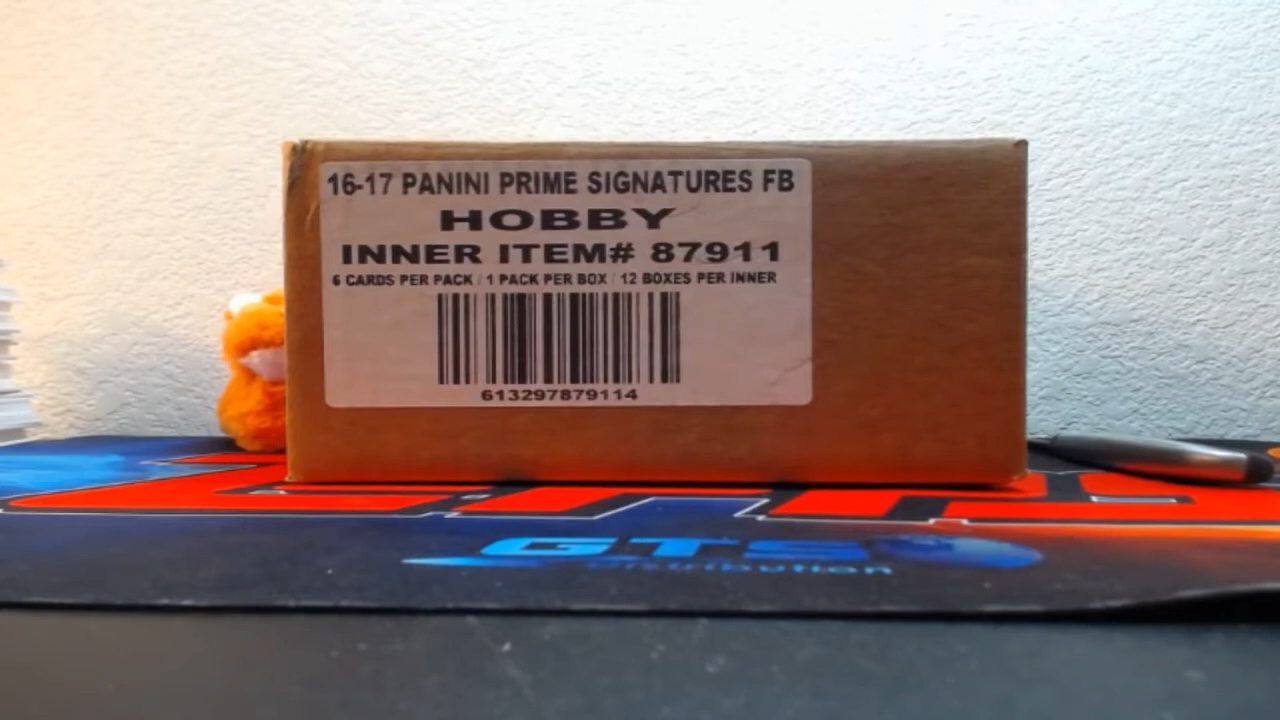 16-17 PANINI PRIME SIGNATURES FB
HOBBY
INNER ITEM# 87911
6 CARDS PER PACK / 1 PACK PER BOX / 12 BOXES PER INNER
613297879114
GTS
Distribution